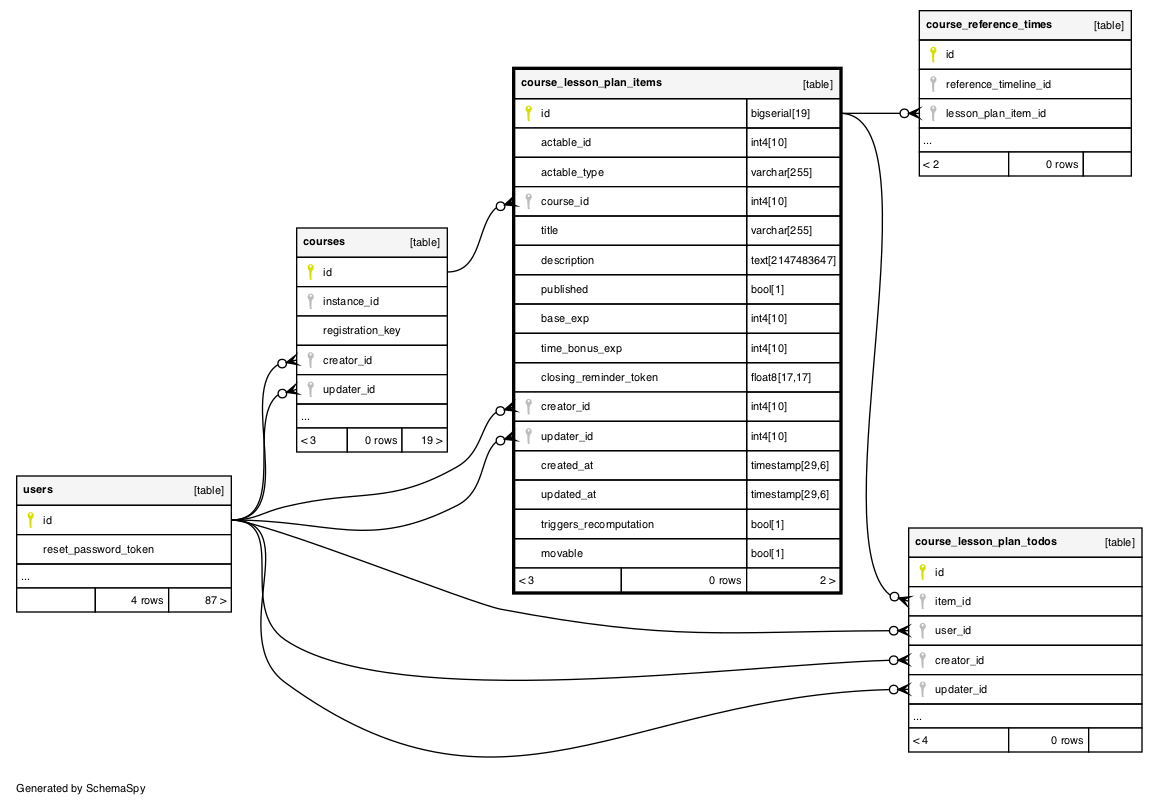 course_reference_times [table]
id
reference_timeline_id
lesson_plan_item_id
...
< 2 0 rows
course_lesson_plan_items [table]
id bigserial[19]
actable_id int4[10]
actable_type varchar[255]
course_id int4[10]
title varchar[255]
description text[2147483647]
published bool[1]
base_exp int4[10]
time_bonus_exp int4[10]
closing_reminder_token float8[17,17]
creator_id int4[10]
updater_id int4[10]
created_at timestamp[29,6]
updated_at timestamp[29,6]
triggers_recomputation bool[1]
movable bool[1]
< 3 0 rows 2 >
courses [table]
id
instance_id
registration_key
creator_id
updater_id
...
< 3 0 rows 19 >
users [table]
id
reset_password_token
...
4 rows 87 >
course_lesson_plan_todos [table]
id
item_id
user_id
creator_id
updater_id
...
< 4 0 rows
Generated by SchemaSpy